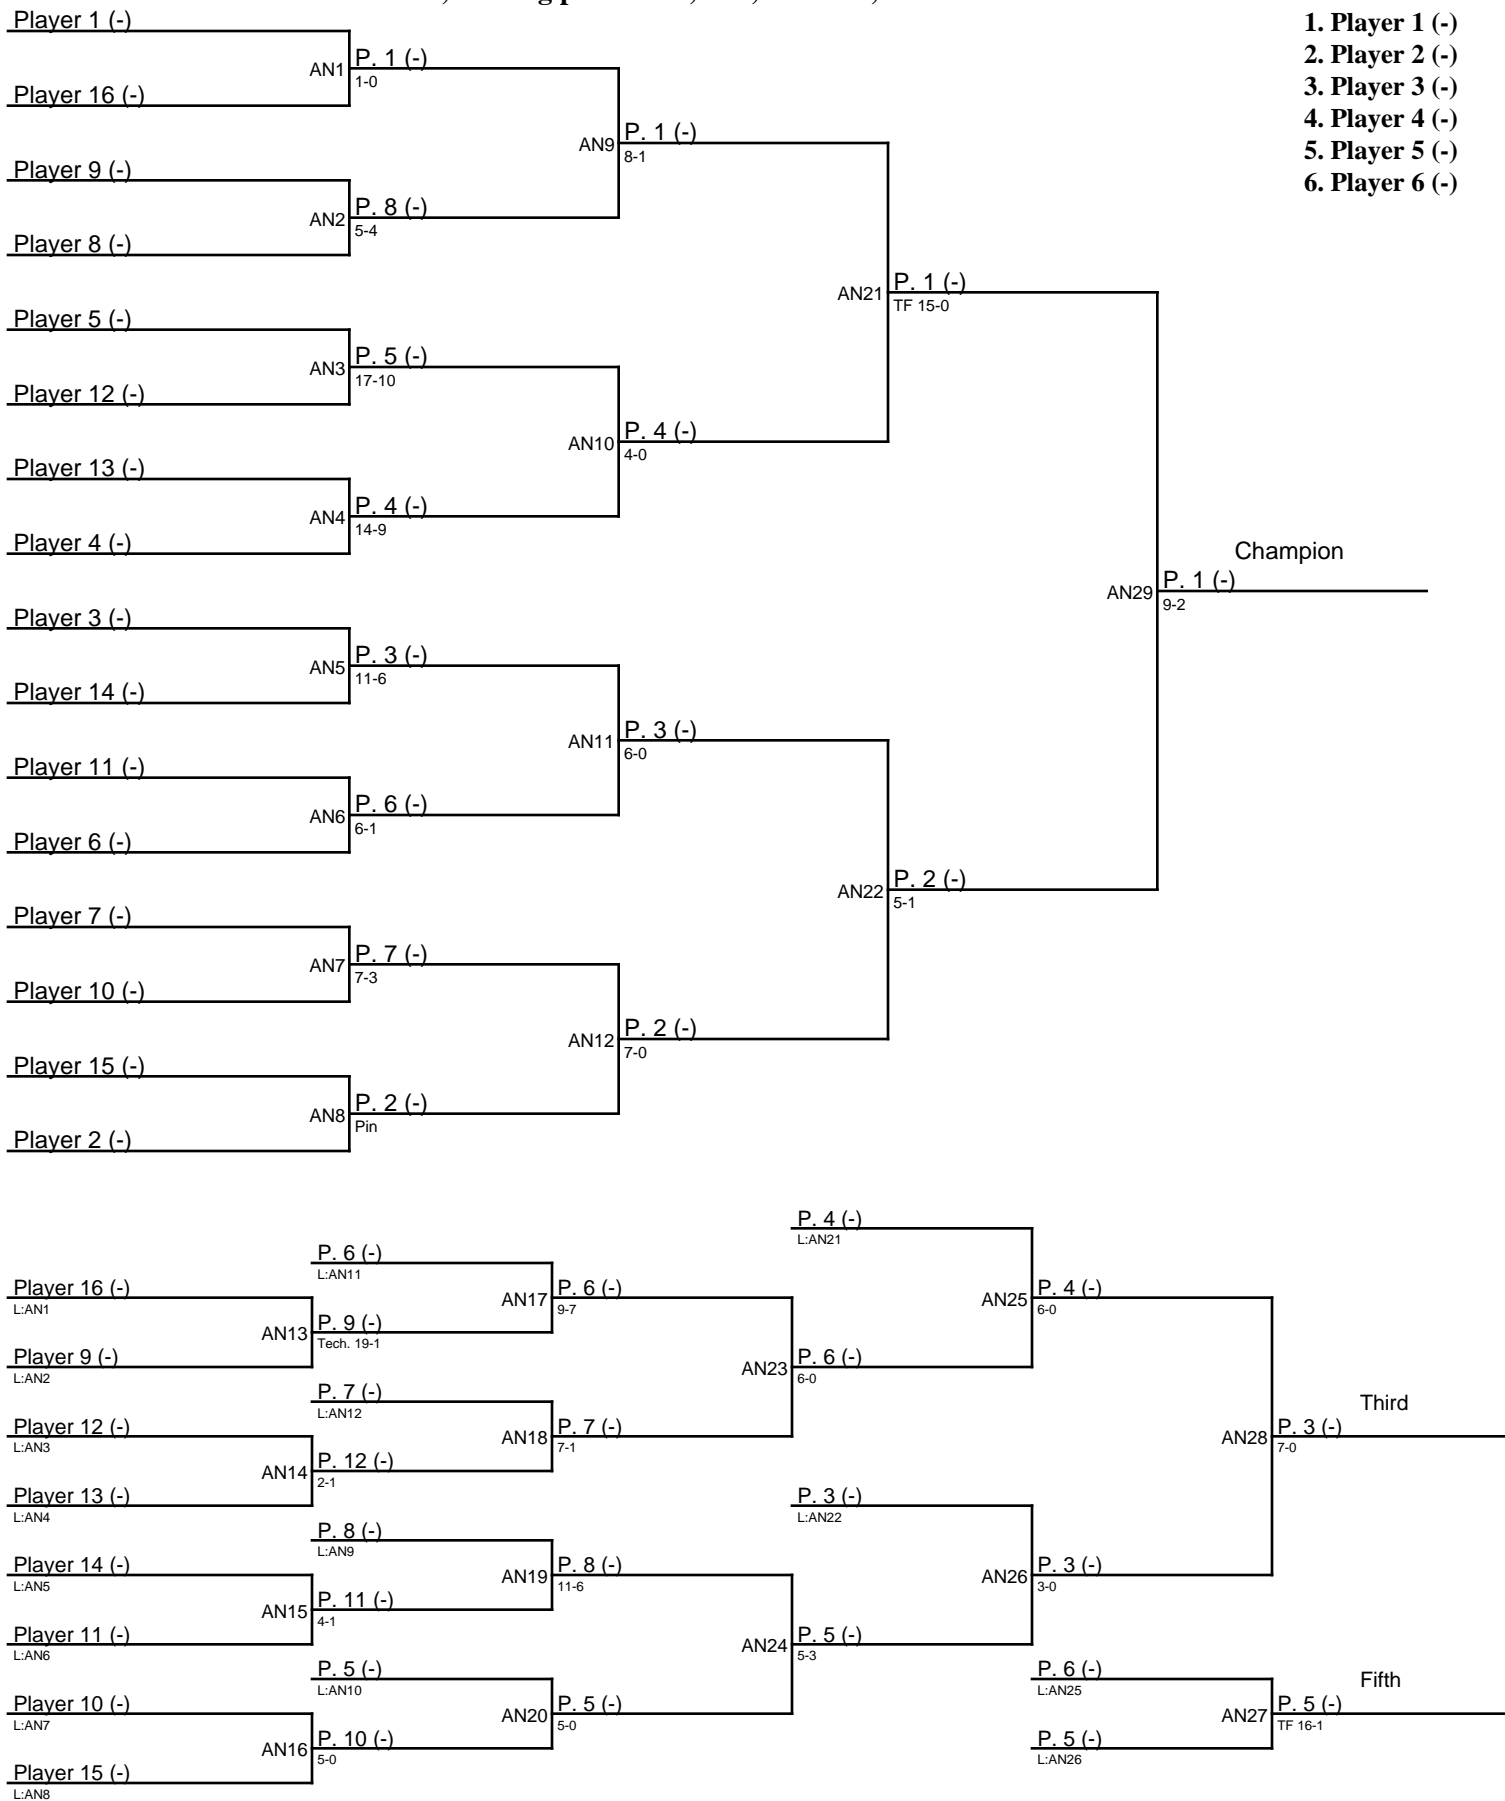 Player 1 (-)
Player 16 (-)
Player 9 (-)
Player 8 (-)
Player 5 (-)
Player 12 (-)
Player 13 (-)
Player 4 (-)
Player 3 (-)
Player 14 (-)
Player 11 (-)
Player 6 (-)
Player 7 (-)
Player 10 (-)
Player 15 (-)
Player 2 (-)
AN1
P. 1 (-)
1-0
AN2
P. 8 (-)
5-4
AN3
P. 5 (-)
17-10
AN4
P. 4 (-)
14-9
AN5
P. 3 (-)
11-6
AN6
P. 6 (-)
6-1
AN7
P. 7 (-)
7-3
AN8
P. 2 (-)
Pin
AN9
P. 1 (-)
8-1
AN10
P. 4 (-)
4-0
AN11
P. 3 (-)
6-0
AN12
P. 2 (-)
7-0
AN21
P. 1 (-)
TF 15-0
AN22
P. 2 (-)
5-1
Champion
AN29
P. 1 (-)
9-2
1. Player 1 (-)
2. Player 2 (-)
3. Player 3 (-)
4. Player 4 (-)
5. Player 5 (-)
6. Player 6 (-)
Player 16 (-)
L:AN1
Player 9 (-)
L:AN2
Player 12 (-)
L:AN3
Player 13 (-)
L:AN4
Player 14 (-)
L:AN5
Player 11 (-)
L:AN6
Player 10 (-)
L:AN7
Player 15 (-)
L:AN8
P. 6 (-)
L:AN11
AN13
P. 9 (-)
Tech. 19-1
P. 7 (-)
L:AN12
AN14
P. 12 (-)
2-1
P. 8 (-)
L:AN9
AN15
P. 11 (-)
4-1
P. 5 (-)
L:AN10
AN16
P. 10 (-)
5-0
AN17
P. 6 (-)
9-7
AN18
P. 7 (-)
7-1
AN19
P. 8 (-)
11-6
AN20
P. 5 (-)
5-0
P. 4 (-)
L:AN21
AN23
P. 6 (-)
6-0
P. 3 (-)
L:AN22
AN24
P. 5 (-)
5-3
AN25
P. 4 (-)
6-0
AN26
P. 3 (-)
3-0
P. 6 (-)
L:AN25
P. 5 (-)
L:AN26
Third
AN28
P. 3 (-)
7-0
Fifth
AN27
P. 5 (-)
TF 16-1